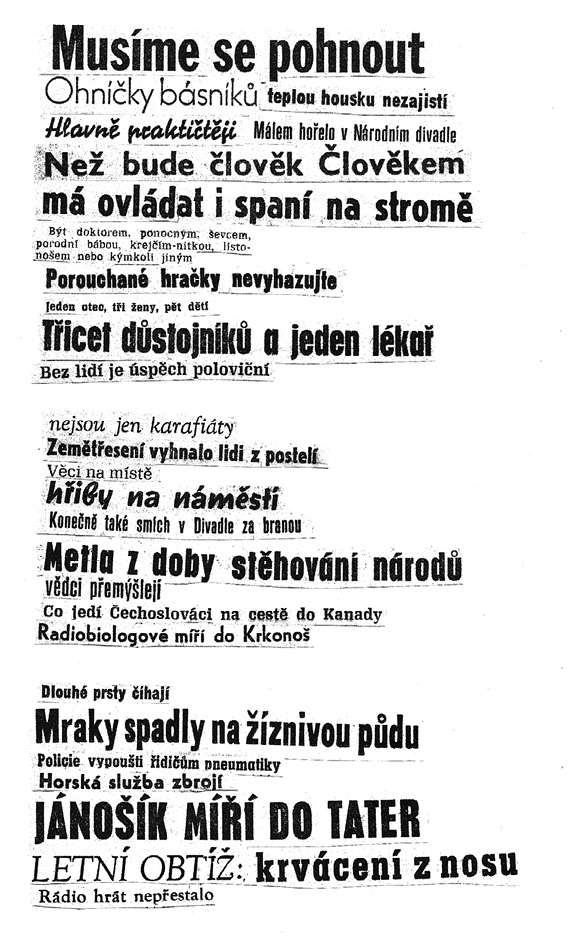 Musíme se pohnout
Ohníčky básníků teplou housku nezajistí
Hlavně praktičtěji Málem hořelo v Národním divadle
Než bude člověk Člověkem
má ovládat i spaní na stromě
Být doktorem, ponocným, ševcem,
porodní bábou, krejčím-nitkou, listo-
nošem nebo kýmkoli jiným
Porouchané hračky nevyhazujte
Jeden otec, tři ženy, pět dětí
Třicet důstojníků a jeden lékař
Bez lidí je úspěch poloviční
nejsou jen karafiáty
Zemětřesení vyhnalo lidi z postelí
Věci na místě
hřiby na náměstí
Konečně také smích v Divadle za branou
Metla z doby stěhování národů
vědci přemýšlejí
Co jedí Čechoslováci na cestě do Kanady
Radiobiologové míří do Krkonoš
Dlouhé prsty číhají
Mraky spadly na žíznivou půdu
Policie vypouští řidičům pneumatiky
Horská služba zbrojí
JÁNOŠÍK MÍŘÍ DO TATER
LETNÍ OBTÍŽ: krvácení z nosu
Rádio hrát nepřestalo